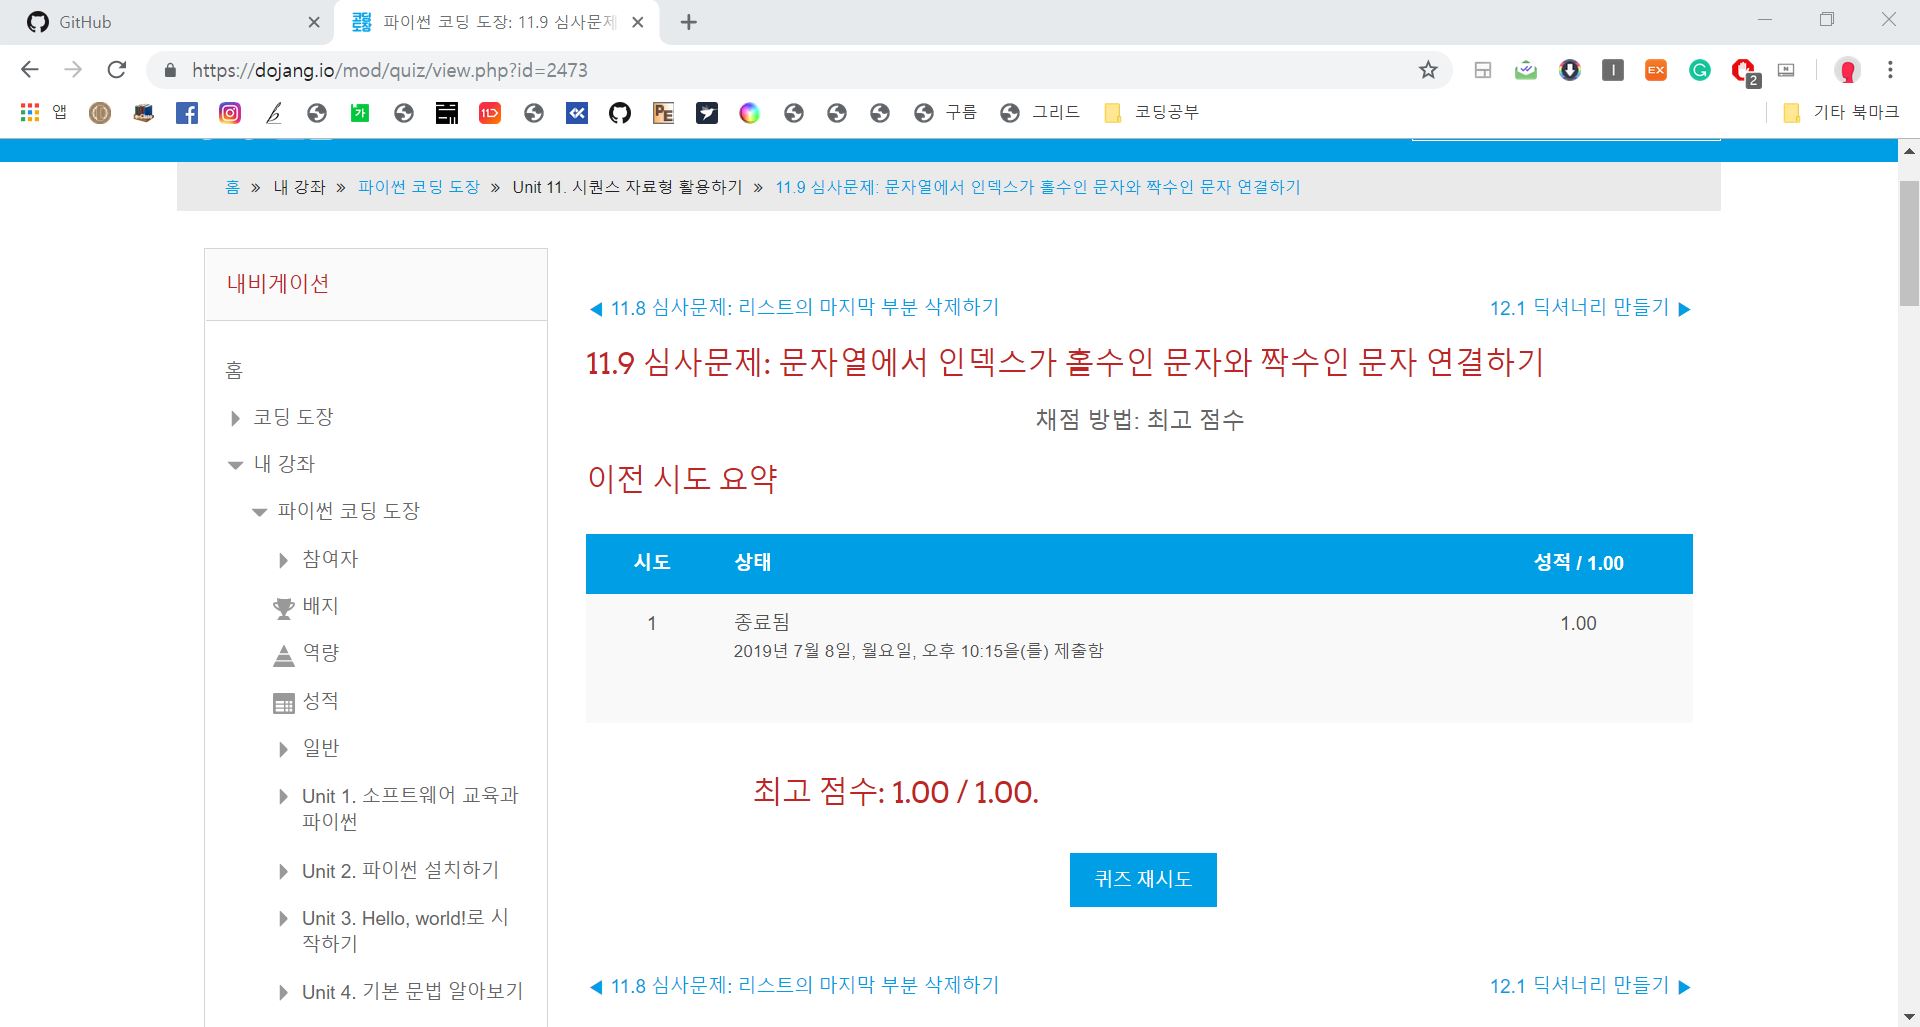 GitHub
파이썬 코딩 도장: 11.9 심사문제
https://dojang.io/mod/quiz/view.php?id=2473
EX
2
앱
가
11D
PE
구름
그리드
코딩공부
기타 북마크
홈 » 내 강좌 » 파이썬 코딩 도장 » Unit 11. 시퀀스 자료형 활용하기 » 11.9 심사문제: 문자열에서 인덱스가 홀수인 문자와 짝수인 문자 연결하기
내비게이션
홈
코딩 도장
내 강좌
파이썬 코딩 도장
참여자
배지
역량
성적
일반
Unit 1. 소프트웨어 교육과
파이썬
Unit 2. 파이썬 설치하기
Unit 3. Hello, world!로 시
작하기
Unit 4. 기본 문법 알아보기
◀ 11.8 심사문제: 리스트의 마지막 부분 삭제하기
12.1 딕셔너리 만들기 ▶
11.9 심사문제: 문자열에서 인덱스가 홀수인 문자와 짝수인 문자 연결하기
채점 방법: 최고 점수
이전 시도 요약
시도 상태 성적 / 1.00
1 종료됨 1.00
2019년 7월 8일, 월요일, 오후 10:15을(를) 제출함
최고 점수: 1.00 / 1.00.
퀴즈 재시도
◀ 11.8 심사문제: 리스트의 마지막 부분 삭제하기
12.1 딕셔너리 만들기 ▶